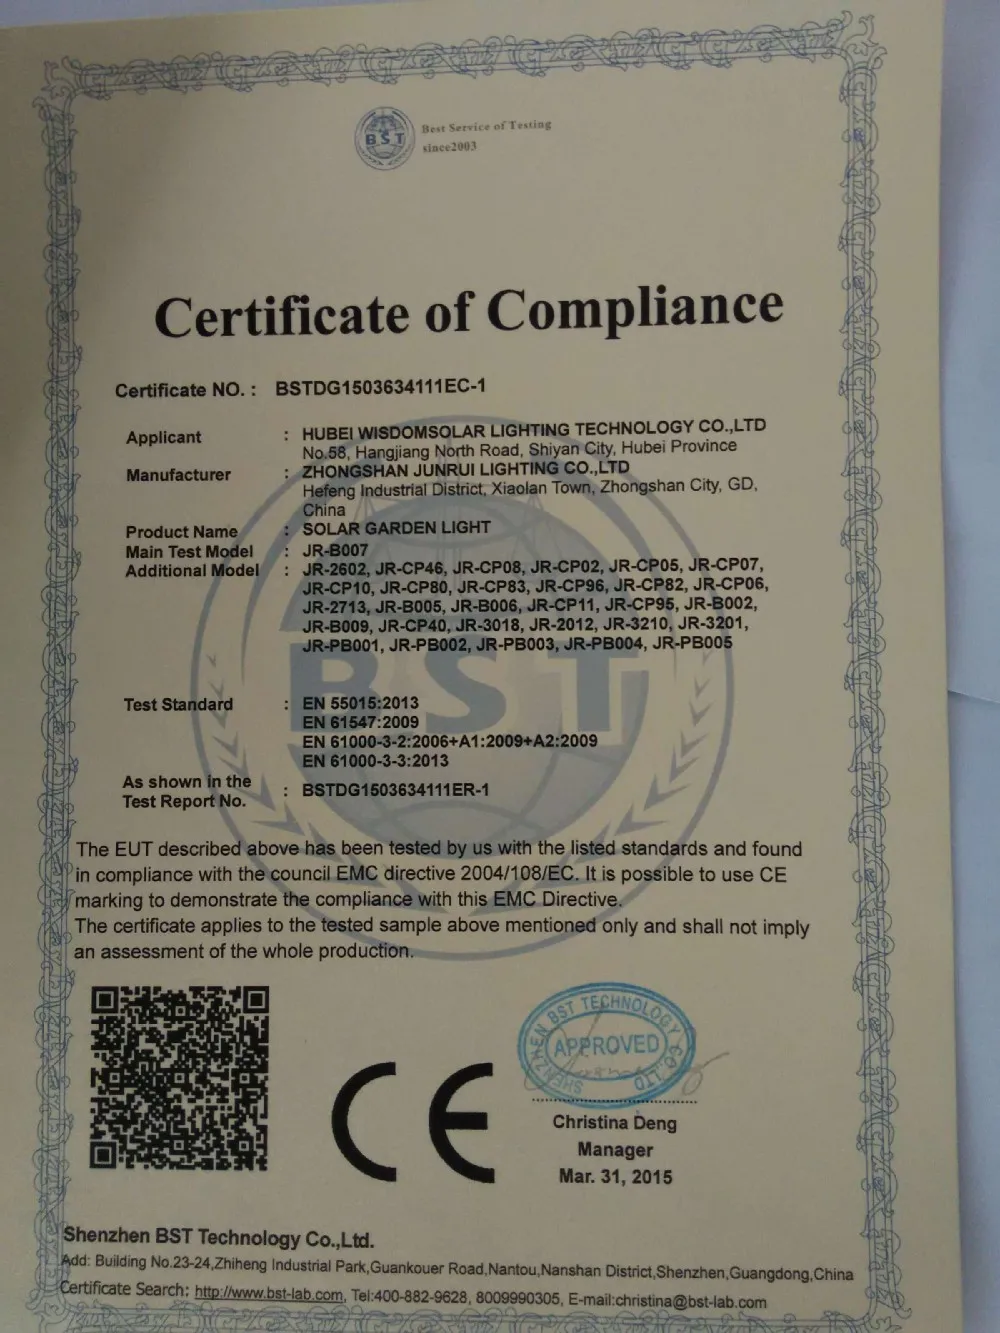 BST
Best Service of Testing
since2003
Certificate of Compliance
Certificate NO. : BSTDG1503634111EC-1
Applicant : HUBEI WISDOMSOLAR LIGHTING TECHNOLOGY CO.,LTD
No.58, Hangjiang North Road, Shiyan City, Hubei Province
Manufacturer : ZHONGSHAN JUNRUI LIGHTING CO.,LTD
Hefeng Industrial District, Xiaolan Town, Zhongshan City, GD,
China
Product Name : SOLAR GARDEN LIGHT
Main Test Model : JR-B007
Additional Model : JR-2602, JR-CP46, JR-CP08, JR-CP02, JR-CP05, JR-CP07,
JR-CP10, JR-CP80, JR-CP83, JR-CP96, JR-CP82, JR-CP06,
JR-2713, JR-B005, JR-B006, JR-CP11, JR-CP95, JR-B002,
JR-B009, JR-CP40, JR-3018, JR-2012, JR-3210, JR-3201,
JR-PB001, JR-PB002, JR-PB003, JR-PB004, JR-PB005
BST
Test Standard : EN 55015:2013
EN 61547:2009
EN 61000-3-2:2006+A1:2009+A2:2009
EN 61000-3-3:2013
As shown in the
Test Report No. : BSTDG1503634111ER-1
The EUT described above has been tested by us with the listed standards and found
in compliance with the council EMC directive 2004/108/EC. It is possible to use CE
marking to demonstrate the compliance with this EMC Directive.
The certificate applies to the tested sample above mentioned only and shall not imply
an assessment of the whole production.
CE
SHENZHEN BST TECHNOLOGY CO.,LTD
APPROVED
Christina Deng
Manager
Mar. 31, 2015
Shenzhen BST Technology Co.,Ltd.
Add: Building No.23-24,Zhiheng Industrial Park,Guankouer Road,Nantou,Nanshan District,Shenzhen,Guangdong,China
Certificate Search: http://www.bst-lab.com, Tel:400-882-9628, 8009990305, E-mail:christina@bst-lab.com